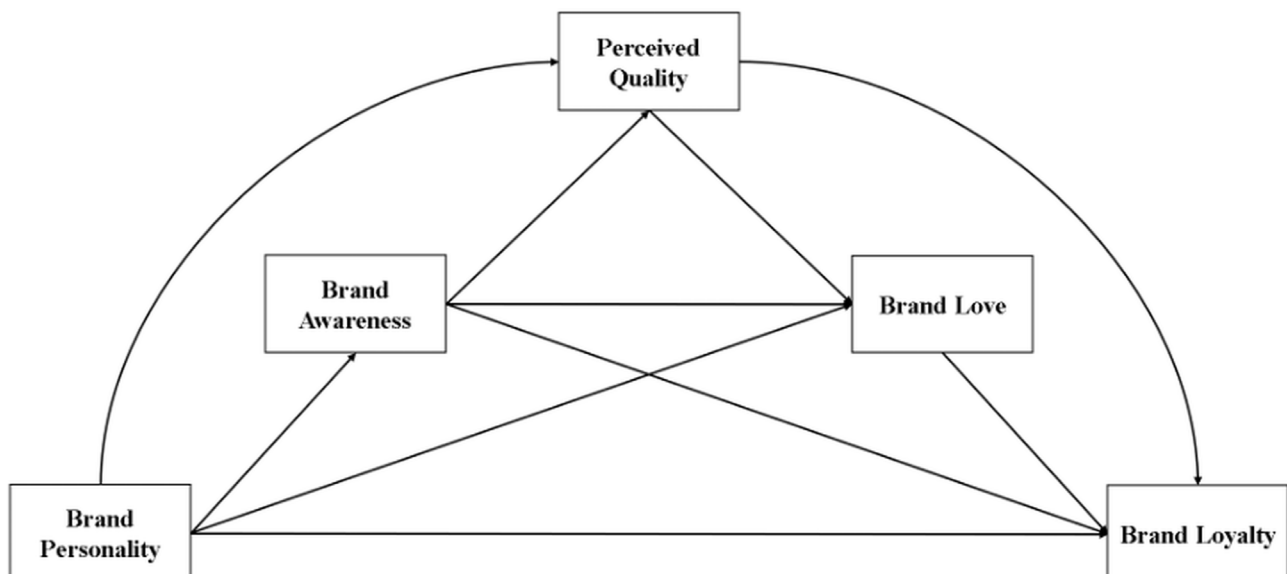 Perceived
Quality
Brand
Awareness
Brand Love
Brand
Personality
Brand Loyalty